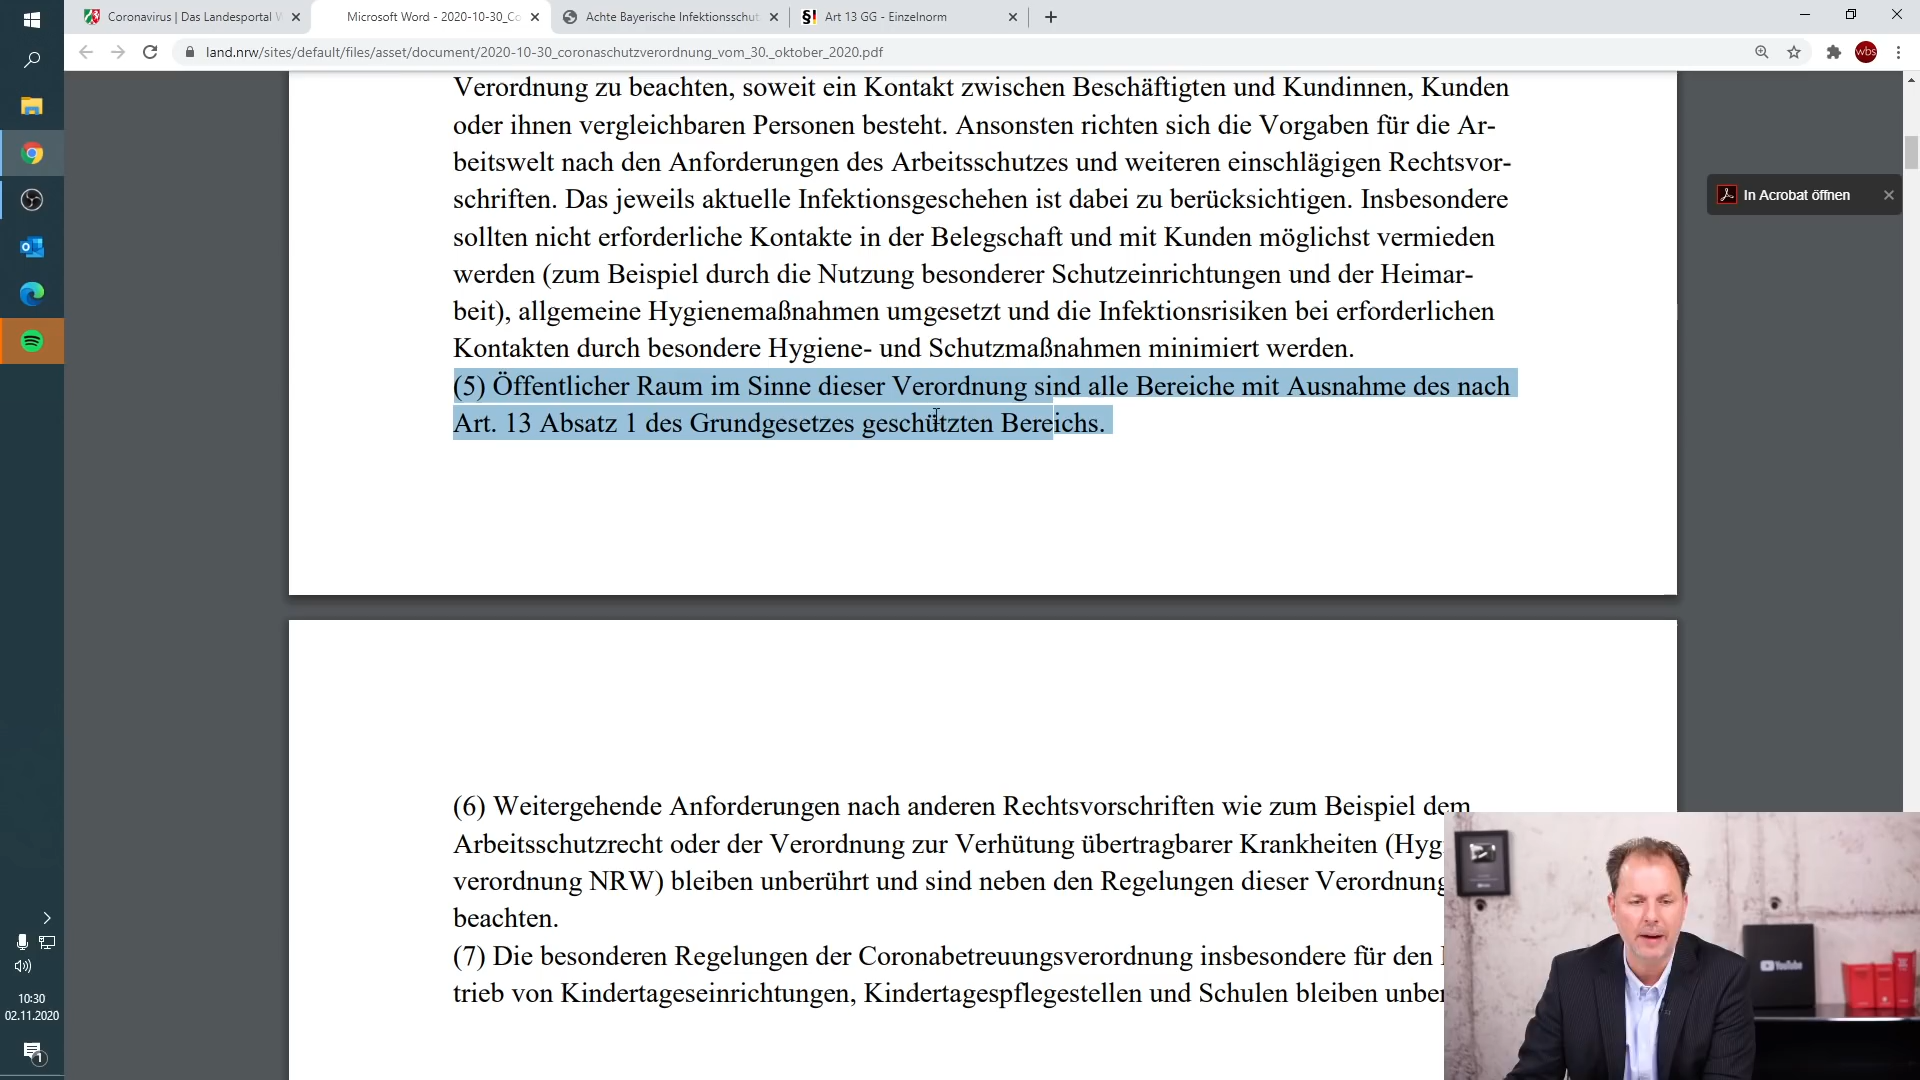 Coronavirus | Das Landesportal
Microsoft Word - 2020-10-30_Co
Achte Bayerische Infektionsschut
Art 13 GG - Einzelnorm
land.nrw/sites/default/files/asset/document/2020-10-30_coronaschutzverordnung_vom_30._oktober_2020.pdf
wbs
Verordnung zu beachten, soweit ein Kontakt zwischen Beschäftigten und Kundinnen, Kunden
oder ihnen vergleichbaren Personen besteht. Ansonsten richten sich die Vorgaben für die Ar-
beitswelt nach den Anforderungen des Arbeitsschutzes und weiteren einschlägigen Rechtsvor-
schriften. Das jeweils aktuelle Infektionsgeschehen ist dabei zu berücksichtigen. Insbesondere
sollten nicht erforderliche Kontakte in der Belegschaft und mit Kunden möglichst vermieden
werden (zum Beispiel durch die Nutzung besonderer Schutzeinrichtungen und der Heimar-
beit), allgemeine Hygienemaßnahmen umgesetzt und die Infektionsrisiken bei erforderlichen
Kontakten durch besondere Hygiene- und Schutzmaßnahmen minimiert werden.
(5) Öffentlicher Raum im Sinne dieser Verordnung sind alle Bereiche mit Ausnahme des nach
Art. 13 Absatz 1 des Grundgesetzes geschützten Bereichs.
In Acrobat öffnen
(6) Weitergehende Anforderungen nach anderen Rechtsvorschriften wie zum Beispiel dem
Arbeitsschutzrecht oder der Verordnung zur Verhütung übertragbarer Krankheiten (Hyg
verordnung NRW) bleiben unberührt und sind neben den Regelungen dieser Verordnung
beachten.
(7) Die besonderen Regelungen der Coronabetreuungsverordnung insbesondere für den
trieb von Kindertageseinrichtungen, Kindertagespflegestellen und Schulen bleiben unber
YouTube
10:30
02.11.2020
1